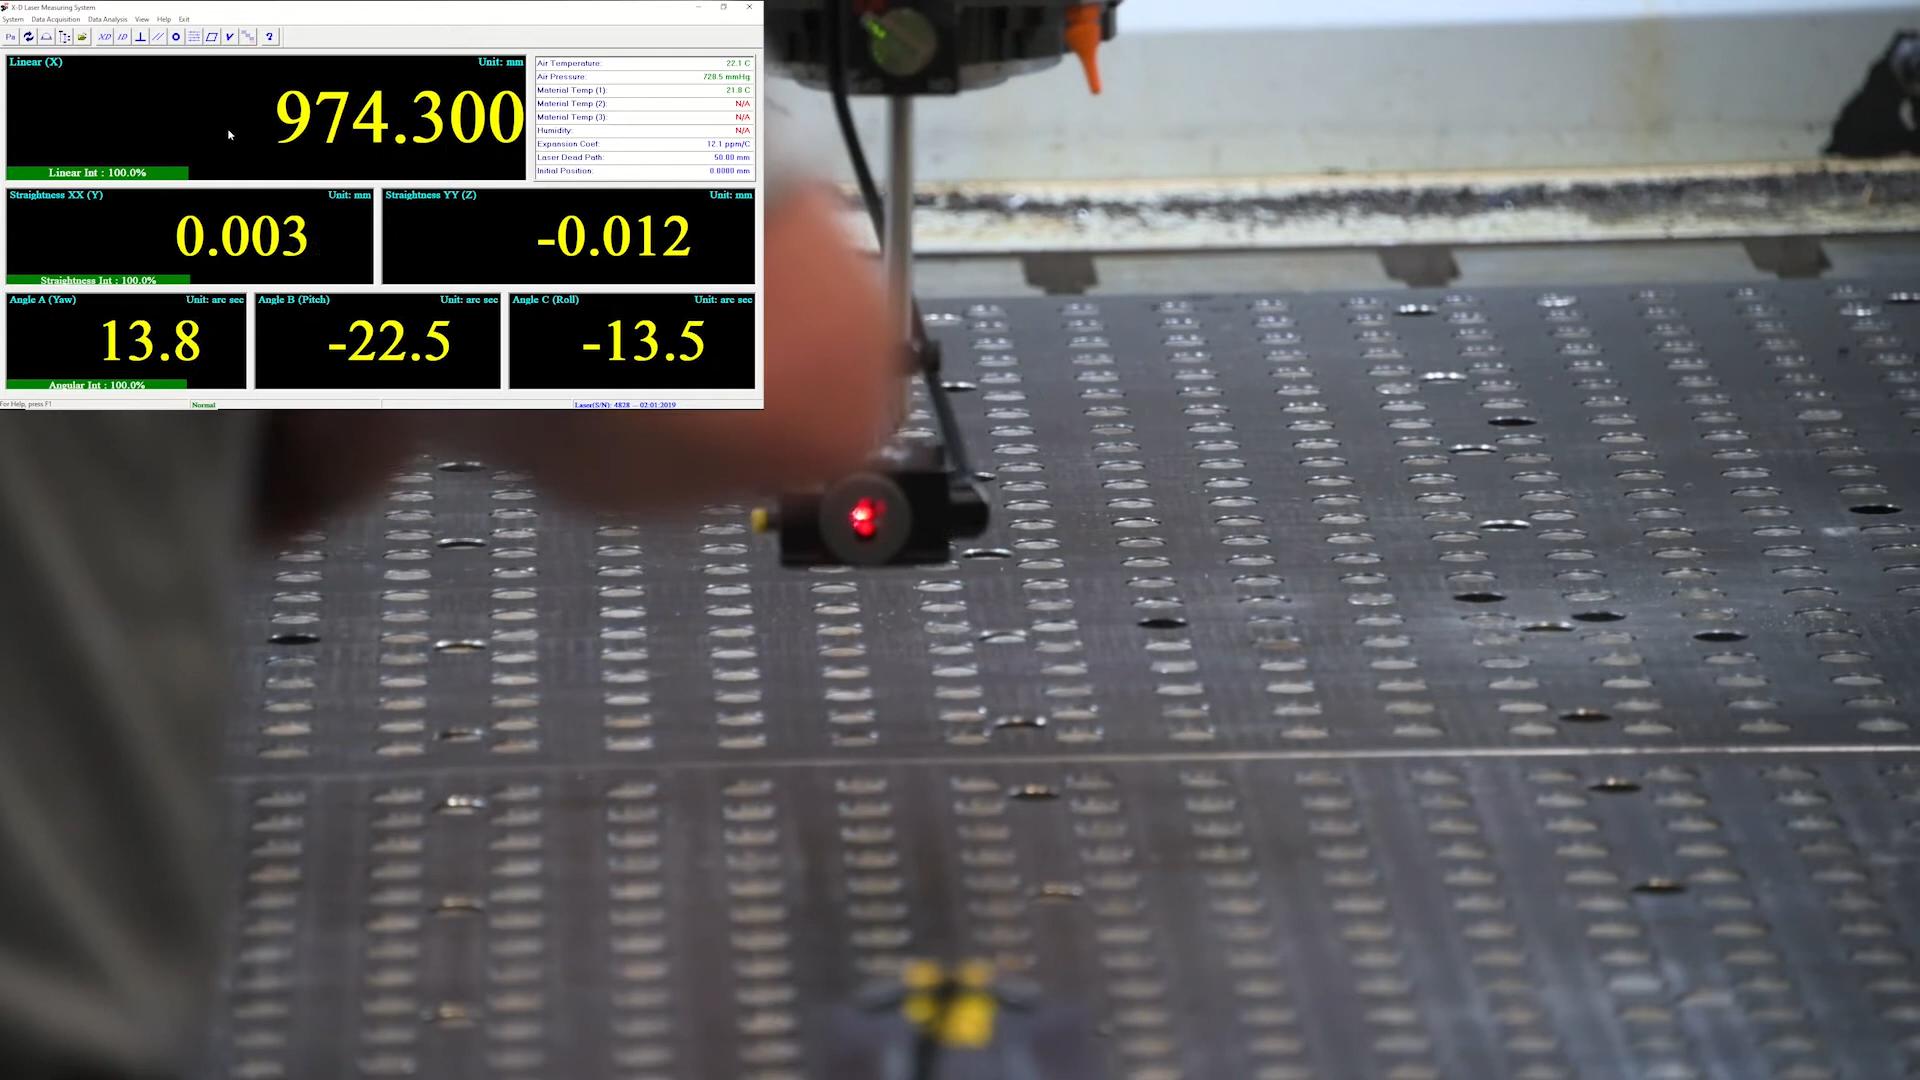 X-D Laser Measuring System
System Data Acquisition Data Analysis View Help Exit
Pa XD 1D ?
Linear (X) Unit: mm
974.300
Linear Int : 100.0%
Air Temperature: 22.1 C
Air Pressure: 728.5 mmHg
Material Temp (1): 21.8 C
Material Temp (2): N/A
Material Temp (3): N/A
Humidity: N/A
Expansion Coef: 12.1 ppm/C
Laser Dead Path: 50.00 mm
Initial Position: 0.0000 mm
Straightness XX (Y) Unit: mm
0.003
Straightness Int : 100.0%
Straightness YY (Z) Unit: mm
-0.012
Angle A (Yaw) Unit: arc sec
13.8
Angular Int : 100.0%
Angle B (Pitch) Unit: arc sec
-22.5
Angle C (Roll) Unit: arc sec
-13.5
For Help, press F1 Normal Laser(S/N): 4828 -- 02:01:2019